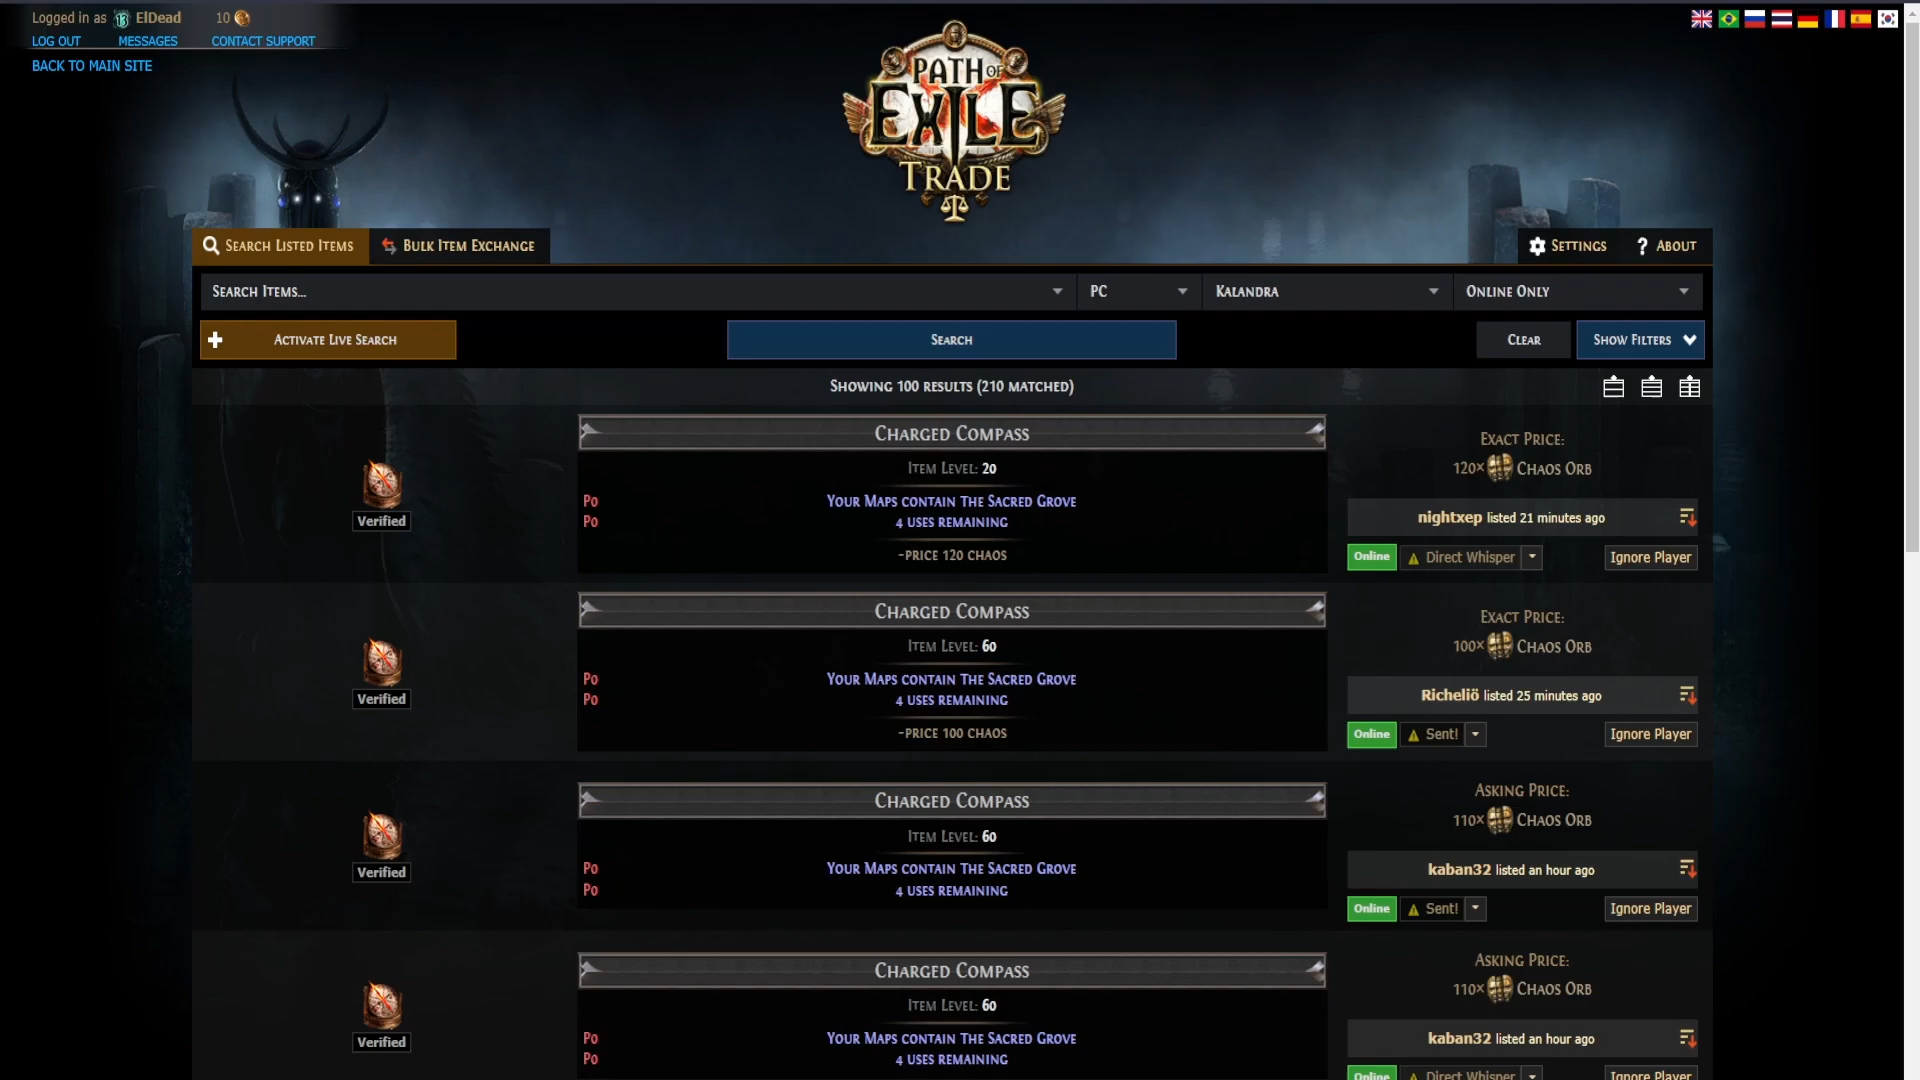 Logged in as 13 ElDead 10
LOG OUT MESSAGES CONTACT SUPPORT
BACK TO MAIN SITE
PATH OF
EXILE
TRADE
SEARCH LISTED ITEMS
BULK ITEM EXCHANGE
SETTINGS
? ABOUT
SEARCH ITEMS...
PC
KALANDRA
ONLINE ONLY
ACTIVATE LIVE SEARCH
SEARCH
CLEAR
SHOW FILTERS
SHOWING 100 RESULTS (210 MATCHED)
CHARGED COMPASS
ITEM LEVEL: 20
Po YOUR MAPS CONTAIN THE SACRED GROVE
Po 4 USES REMAINING
~PRICE 120 CHAOS
Verified
EXACT PRICE:
120× CHAOS ORB
nightxep listed 21 minutes ago
Online Direct Whisper Ignore Player
CHARGED COMPASS
ITEM LEVEL: 60
Po YOUR MAPS CONTAIN THE SACRED GROVE
Po 4 USES REMAINING
~PRICE 100 CHAOS
Verified
EXACT PRICE:
100× CHAOS ORB
Richeliö listed 25 minutes ago
Online Sent! Ignore Player
CHARGED COMPASS
ITEM LEVEL: 60
Po YOUR MAPS CONTAIN THE SACRED GROVE
Po 4 USES REMAINING
Verified
ASKING PRICE:
110× CHAOS ORB
kaban32 listed an hour ago
Online Sent! Ignore Player
CHARGED COMPASS
ITEM LEVEL: 60
Po YOUR MAPS CONTAIN THE SACRED GROVE
Po 4 USES REMAINING
Verified
ASKING PRICE:
110× CHAOS ORB
kaban32 listed an hour ago
Online Direct Whisper Ignore Player